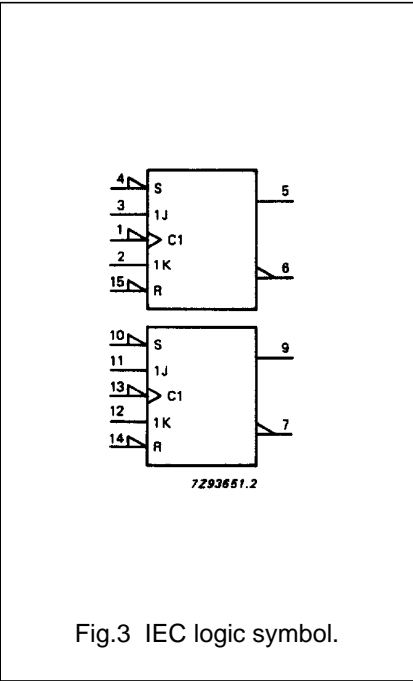 4 S 5
3 1J
1 C1
2 1K 6
15 R
10 S 9
11 1J
13 C1
12 1K 7
14 R
7Z93651.2
Fig.3 IEC logic symbol.